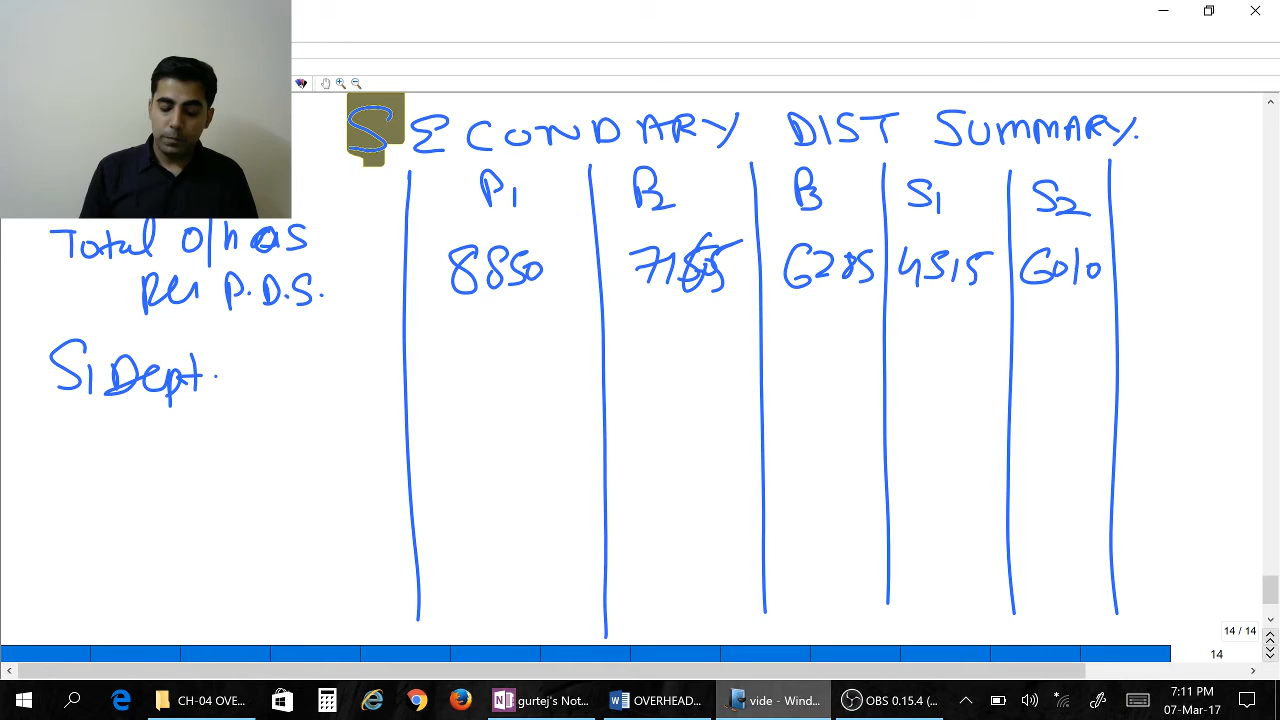 SECONDARY DIST SUMMARY.
P1 P2 P3 S1 S2
Total o/h as 8850 6285 4515 6010
per P.D.S.
S1 Dept.
14 / 14
14
CH-04 OVE...
gurtej's Not...
OVERHEAD...
vide - Wind...
OBS 0.15.4 (...
7:11 PM
07-Mar-17